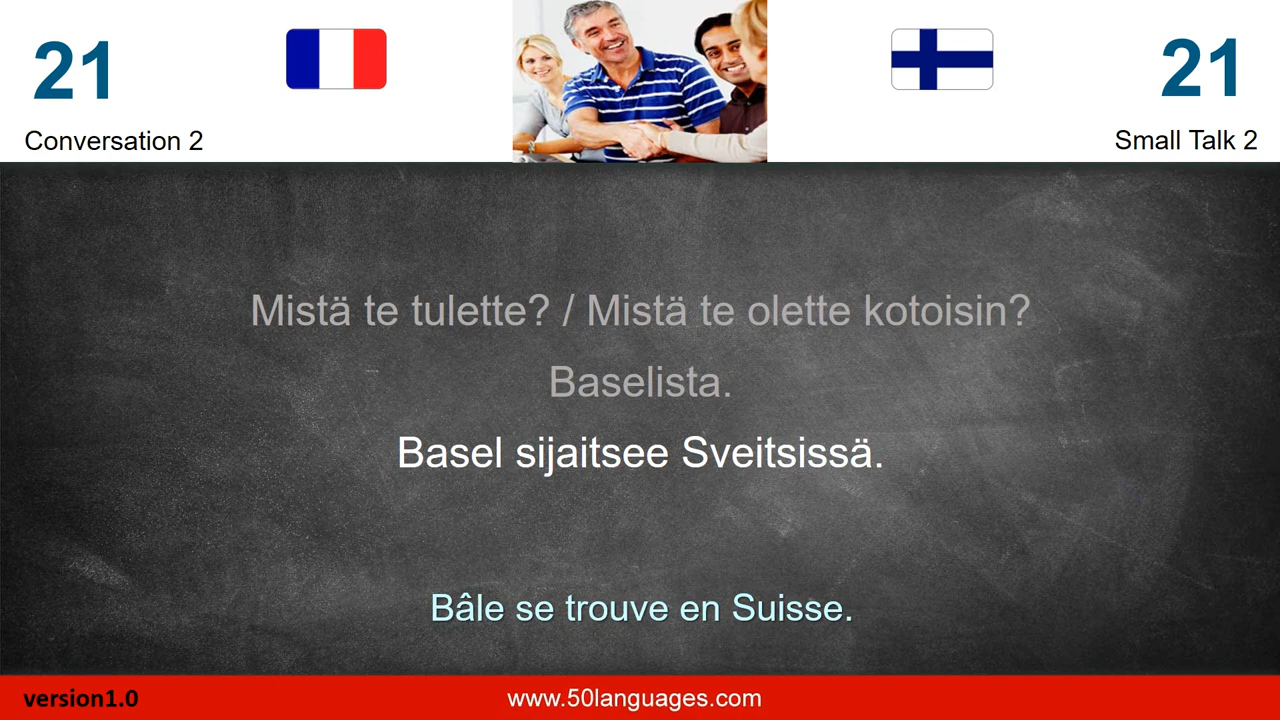 21
21
Conversation 2
Small Talk 2
Mistä te tulette? / Mistä te olette kotoisin?
Baselista.
Basel sijaitsee Sveitsissä.
Bâle se trouve en Suisse.
version1.0
www.50languages.com